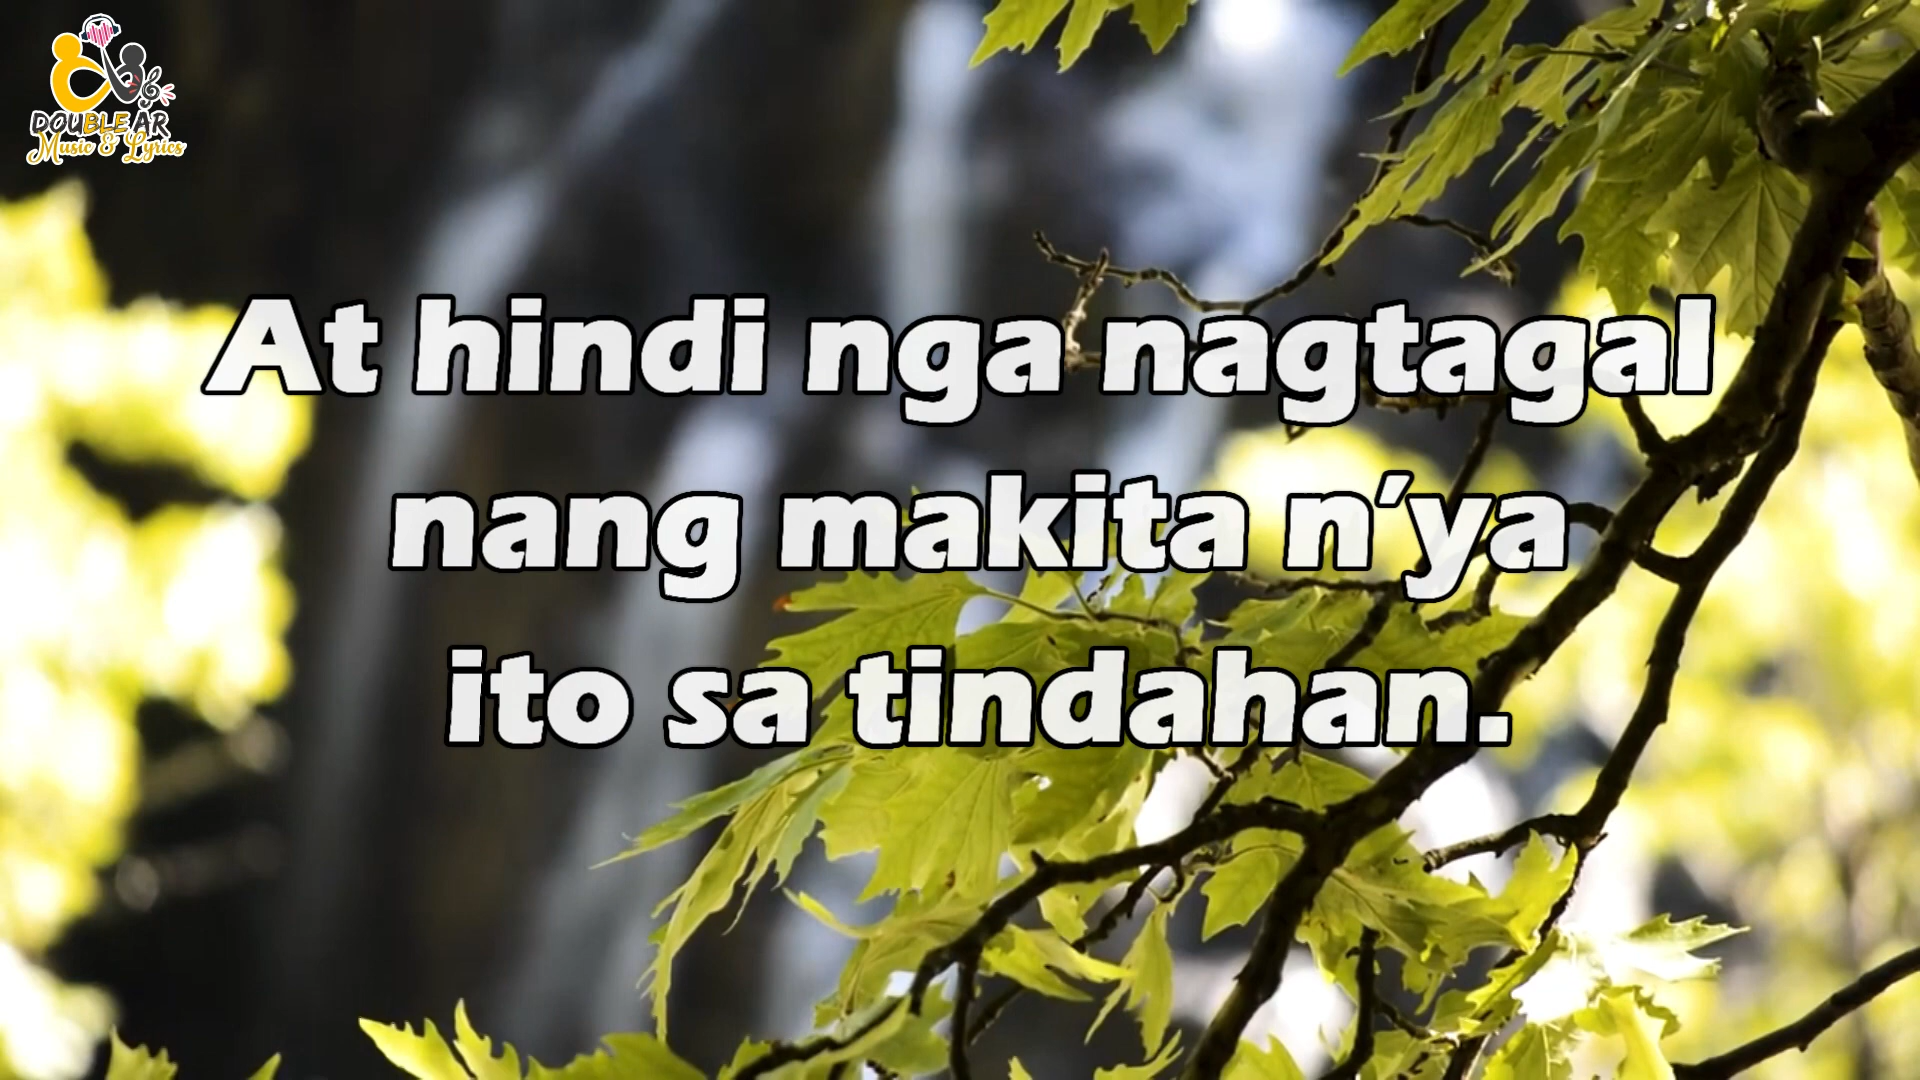 DOUBLE AR
Music & Lyrics
At hindi nga nagtagal
nang makita n'ya
ito sa tindahan.